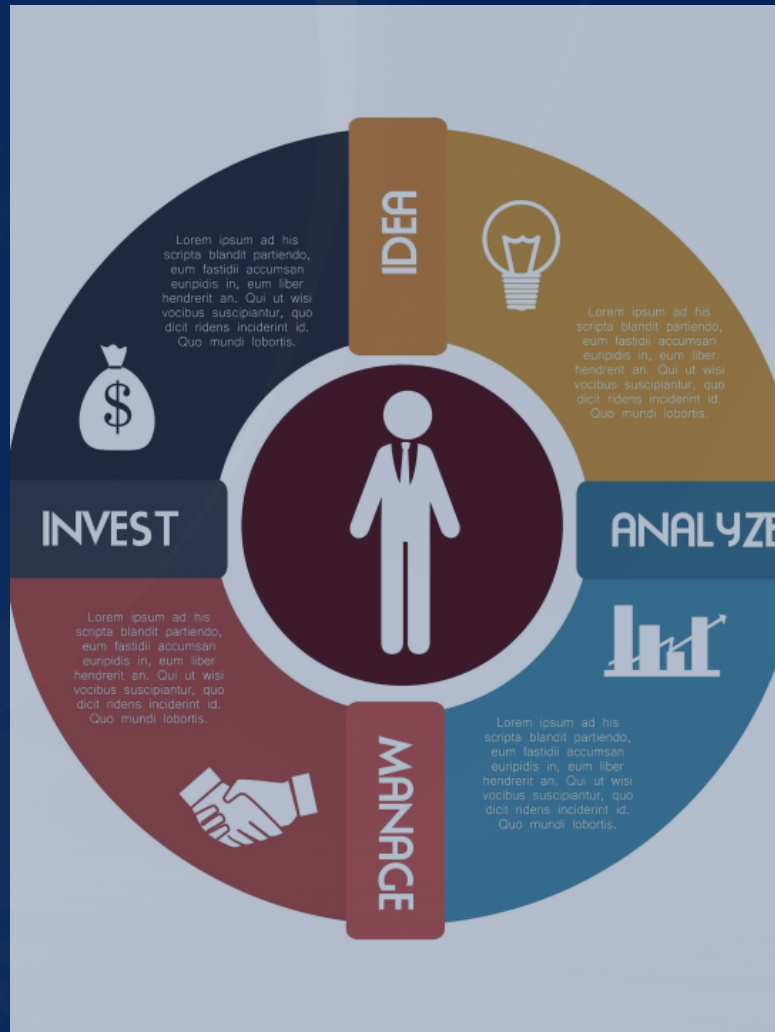 IDEA
Lorem ipsum ad his
scripta blandit partiendo,
eum fastidii accumsan
euripidis in, eum liber
hendrerit an. Qui ut wisi
vocibus suscipiantur, quo
dicit ridens inciderint id.
Quo mundi lobortis.
$
Lorem ipsum ad his
scripta blandit partiendo,
eum fastidii accumsan
euripidis in, eum liber
hendrerit an. Qui ut wisi
vocibus suscipiantur, quo
dicit ridens inciderint id.
Quo mundi lobortis.
INVEST
ANALYZE
Lorem ipsum ad his
scripta blandit partiendo,
eum fastidii accumsan
euripidis in, eum liber
hendrerit an. Qui ut wisi
vocibus suscipiantur, quo
dicit ridens inciderint id.
Quo mundi lobortis.
MANAGE
Lorem ipsum ad his
scripta blandit partiendo,
eum fastidii accumsan
euripidis in, eum liber
hendrerit an. Qui ut wisi
vocibus suscipiantur, quo
dicit ridens inciderint id.
Quo mundi lobortis.